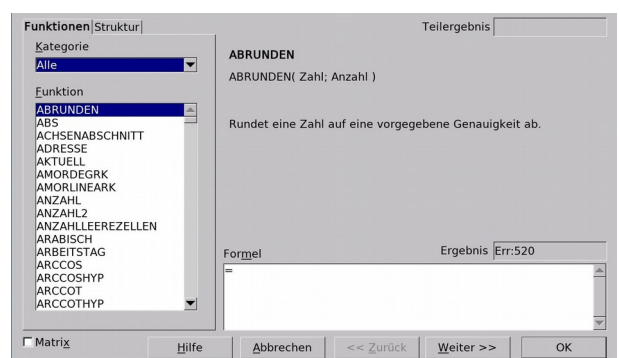 Funktionen Struktur
Kategorie
Alle
Funktion
ABRUNDEN
ABS
ACHSENABSCHNITT
ADRESSE
AKTUELL
AMORDEGRK
AMORLINEARK
ANZAHL
ANZAHL2
ANZAHLLEEREZELLEN
ARABISCH
ARBEITSTAG
ARCCOS
ARCCOSHYP
ARCCOT
ARCCOTHYP
Teilergebnis
ABRUNDEN
ABRUNDEN( Zahl; Anzahl )
Rundet eine Zahl auf eine vorgegebene Genauigkeit ab.
Formel
Ergebnis Err:520
=
Matrix
Hilfe Abbrechen << Zurück Weiter >> OK